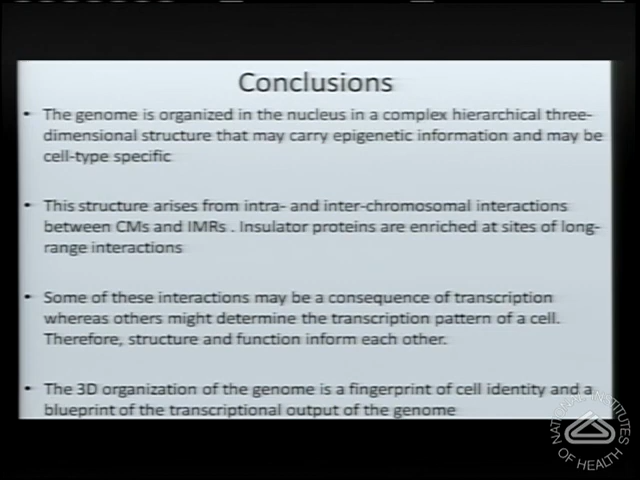 Conclusions
• The genome is organized in the nucleus in a complex hierarchical three-
dimensional structure that may carry epigenetic information and may be
cell-type specific
• This structure arises from intra- and inter-chromosomal interactions
between CMs and IMRs . Insulator proteins are enriched at sites of long-
range interactions
• Some of these interactions may be a consequence of transcription
whereas others might determine the transcription pattern of a cell.
Therefore, structure and function inform each other.
• The 3D organization of the genome is a fingerprint of cell identity and a
blueprint of the transcriptional output of the genome
NATIONAL INSTITUTES
OF HEALTH